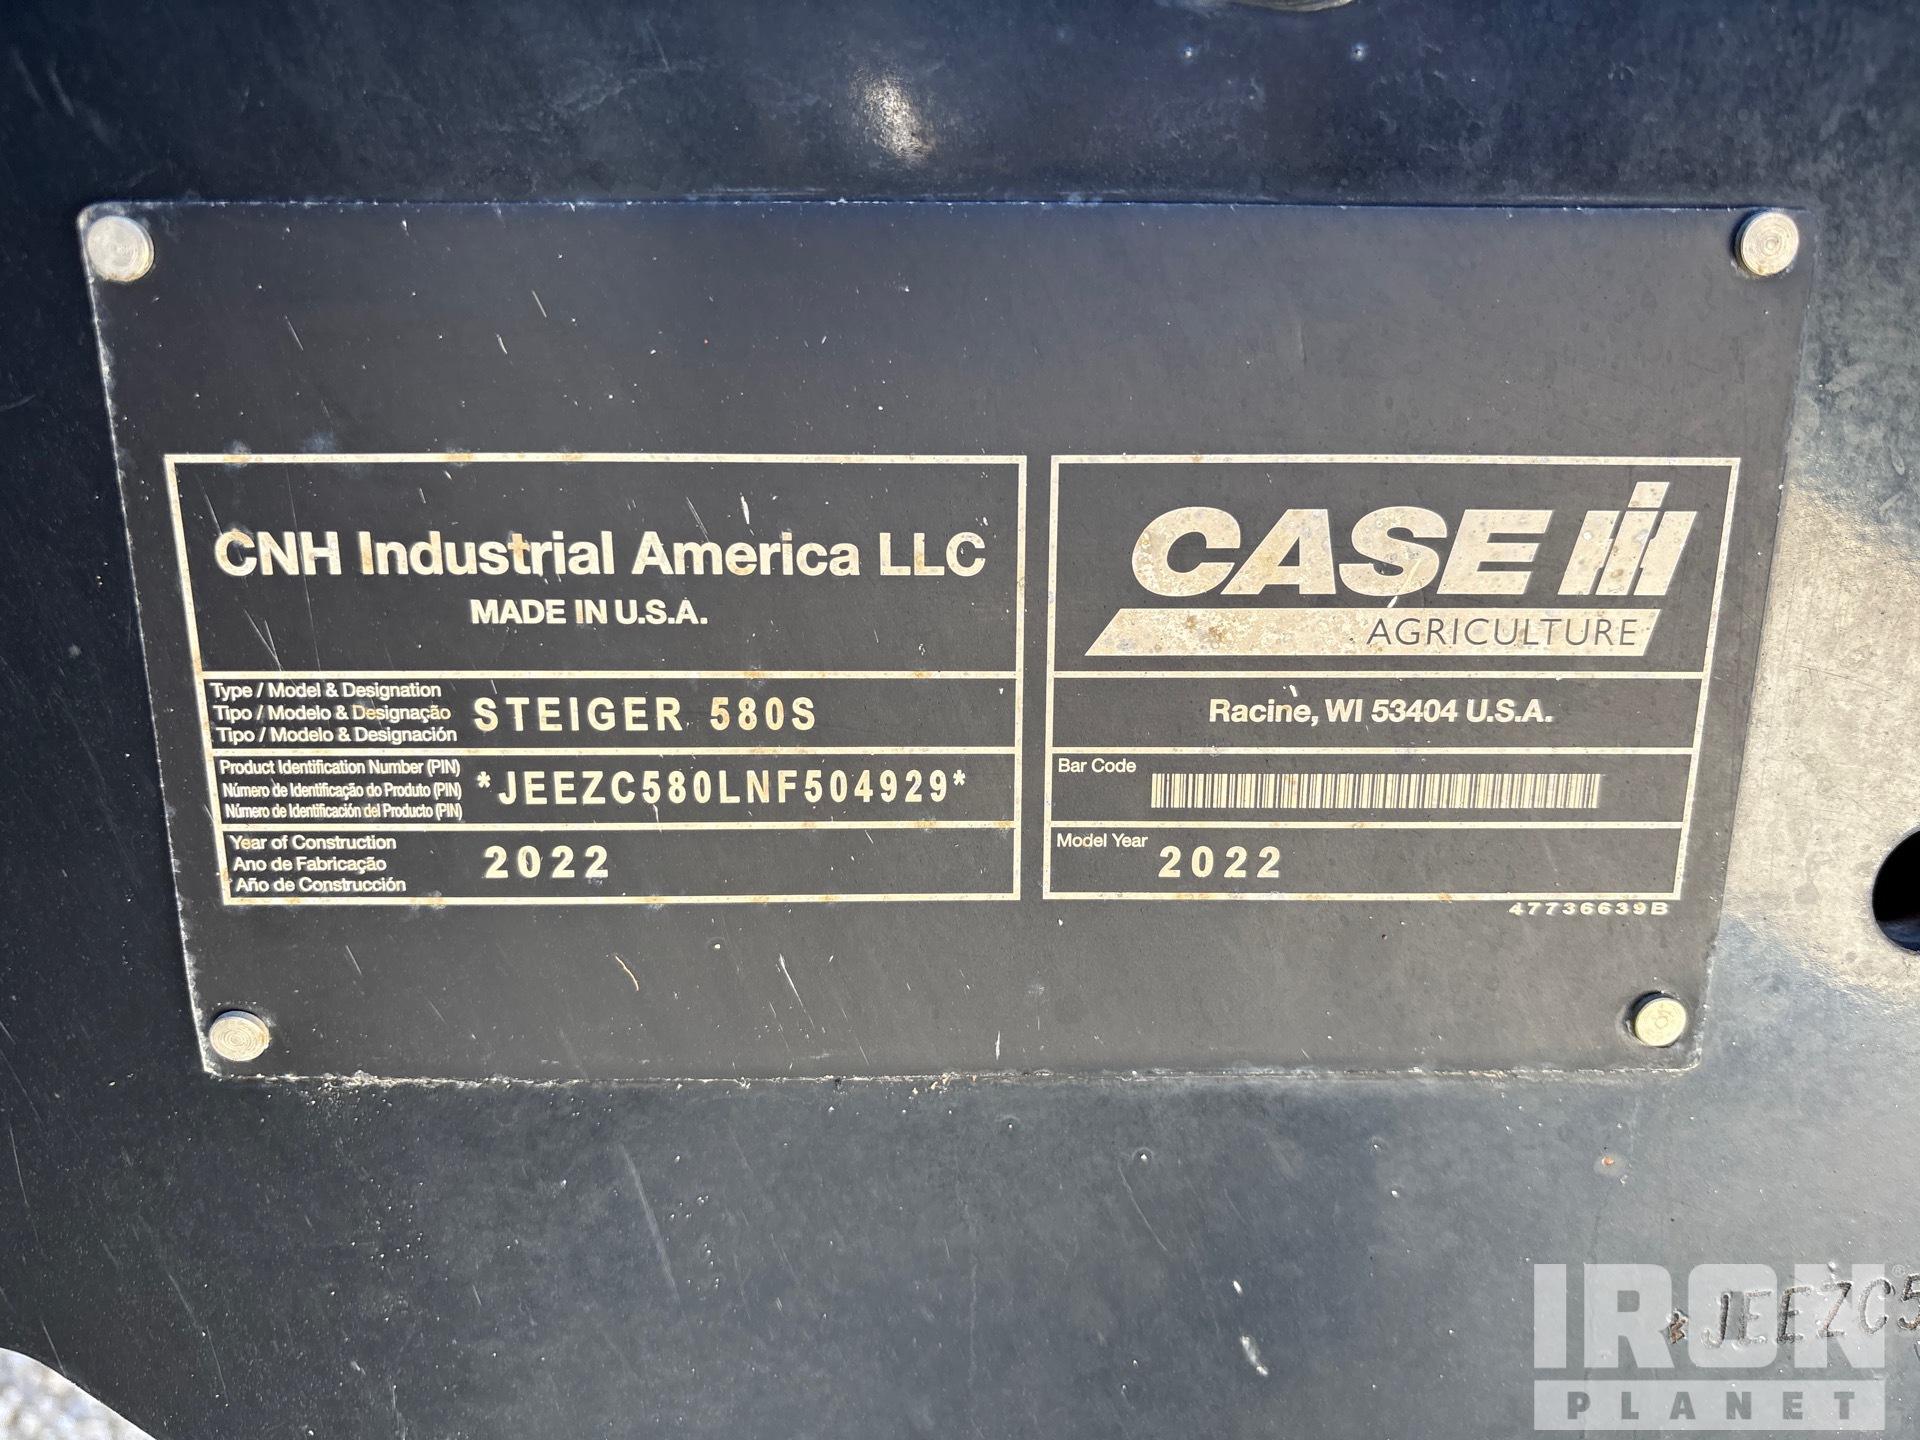 CNH Industrial America LLC
MADE IN U.S.A.
Type / Model & Designation
Tipo / Modelo & Designação
Tipo / Modelo & Designación
STEIGER 580S
Product Identification Number (PIN)
Número de Identificação do Produto (PIN)
Número de Identificación del Producto (PIN)
*JEEZC580LNF504929*
Year of Construction
Ano de Fabricação
Año de Construcción
2022
CASE IH
AGRICULTURE
Racine, WI 53404 U.S.A.
Bar Code
Model Year
2022
47736639B
JEEZC5
IRON
PLANET